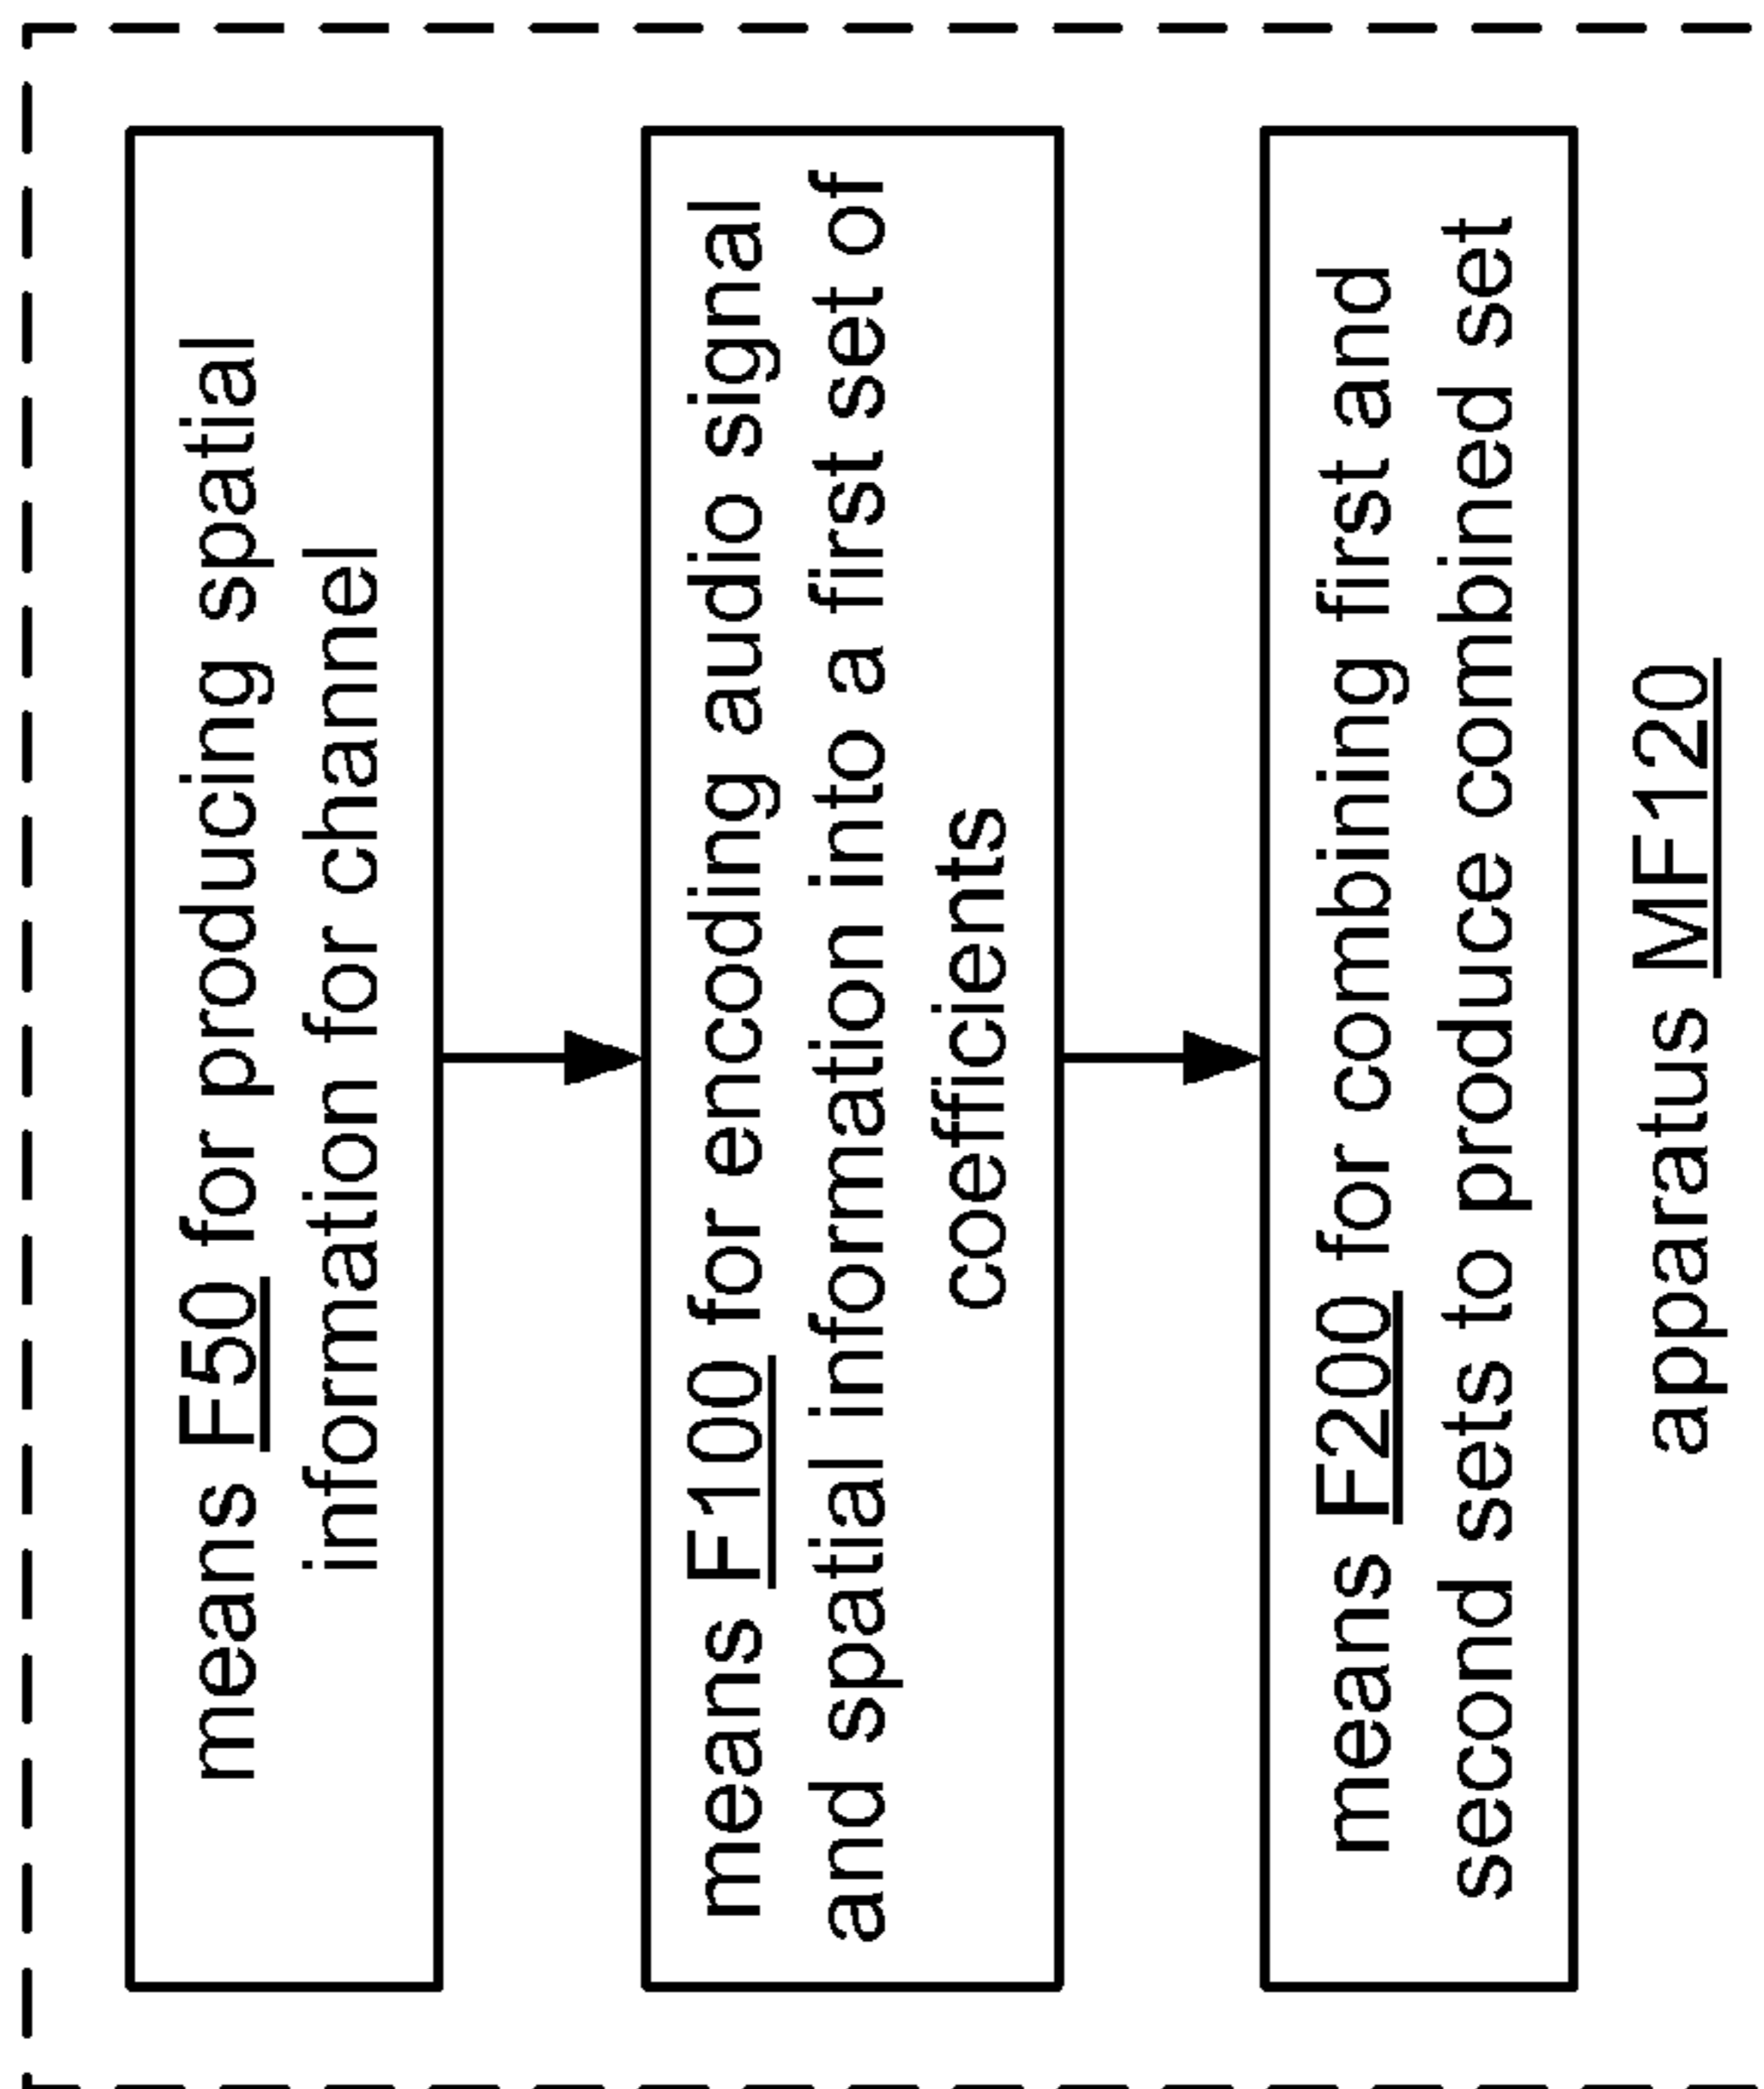 means F50 for producing spatial
information for channel
means F100 for encoding audio signal
and spatial information into a first set of
coefficients
means F200 for combining first and
second sets to produce combined set
apparatus MF120